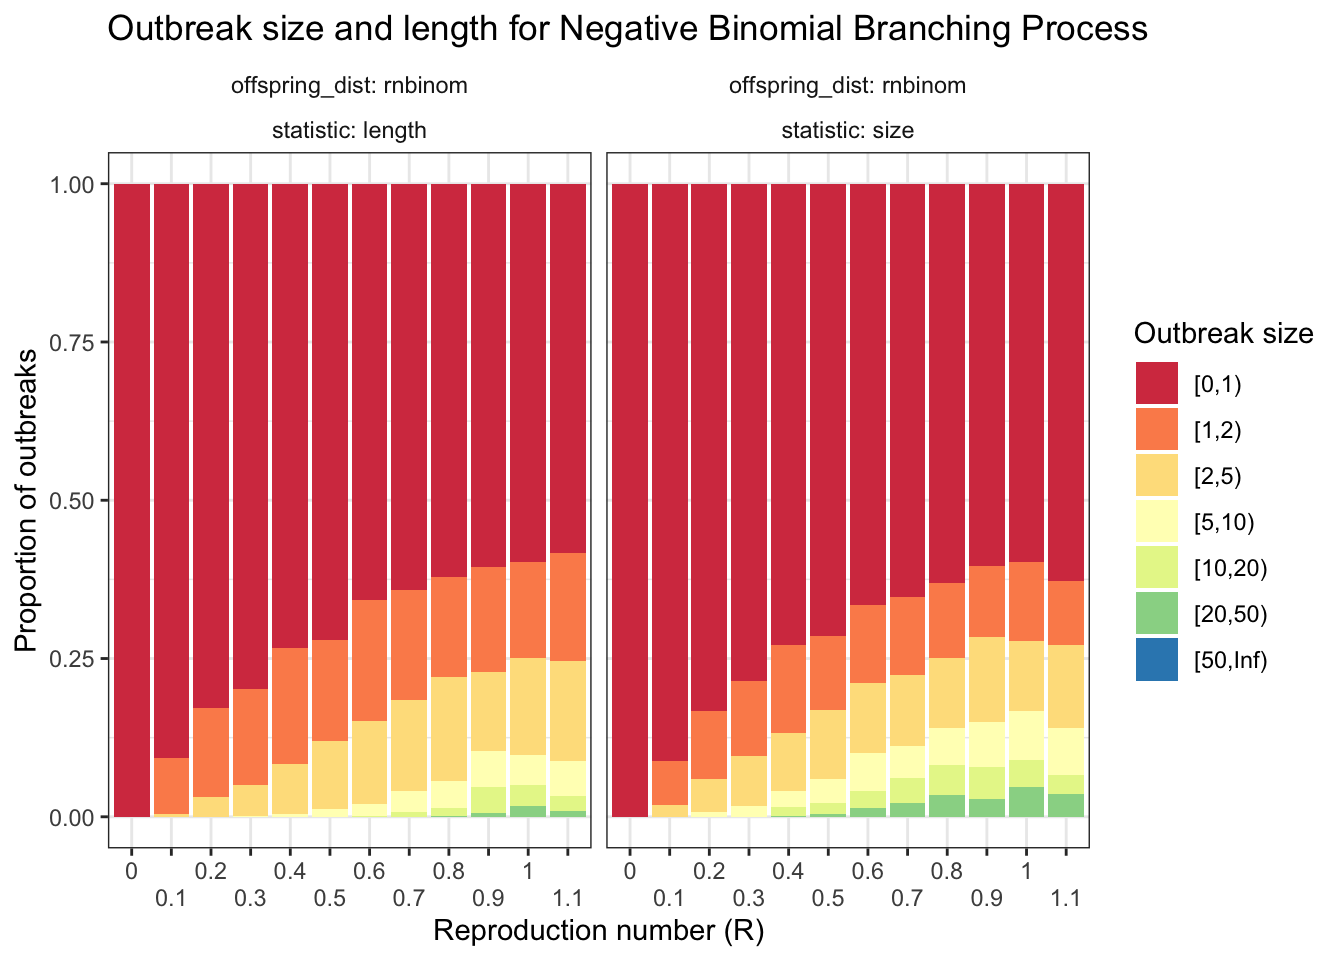 Outbreak size and length for Negative Binomial Branching Process
offspring_dist: rnbinom
statistic: length
offspring_dist: rnbinom
statistic: size
Proportion of outbreaks
1.00
0.75
0.50
0.25
0.00
0 0.2 0.4 0.6 0.8 1
0.1 0.3 0.5 0.7 0.9 1.1
0 0.2 0.4 0.6 0.8 1
0.1 0.3 0.5 0.7 0.9 1.1
Reproduction number (R)
Outbreak size
[0,1)
[1,2)
[2,5)
[5,10)
[10,20)
[20,50)
[50,Inf)